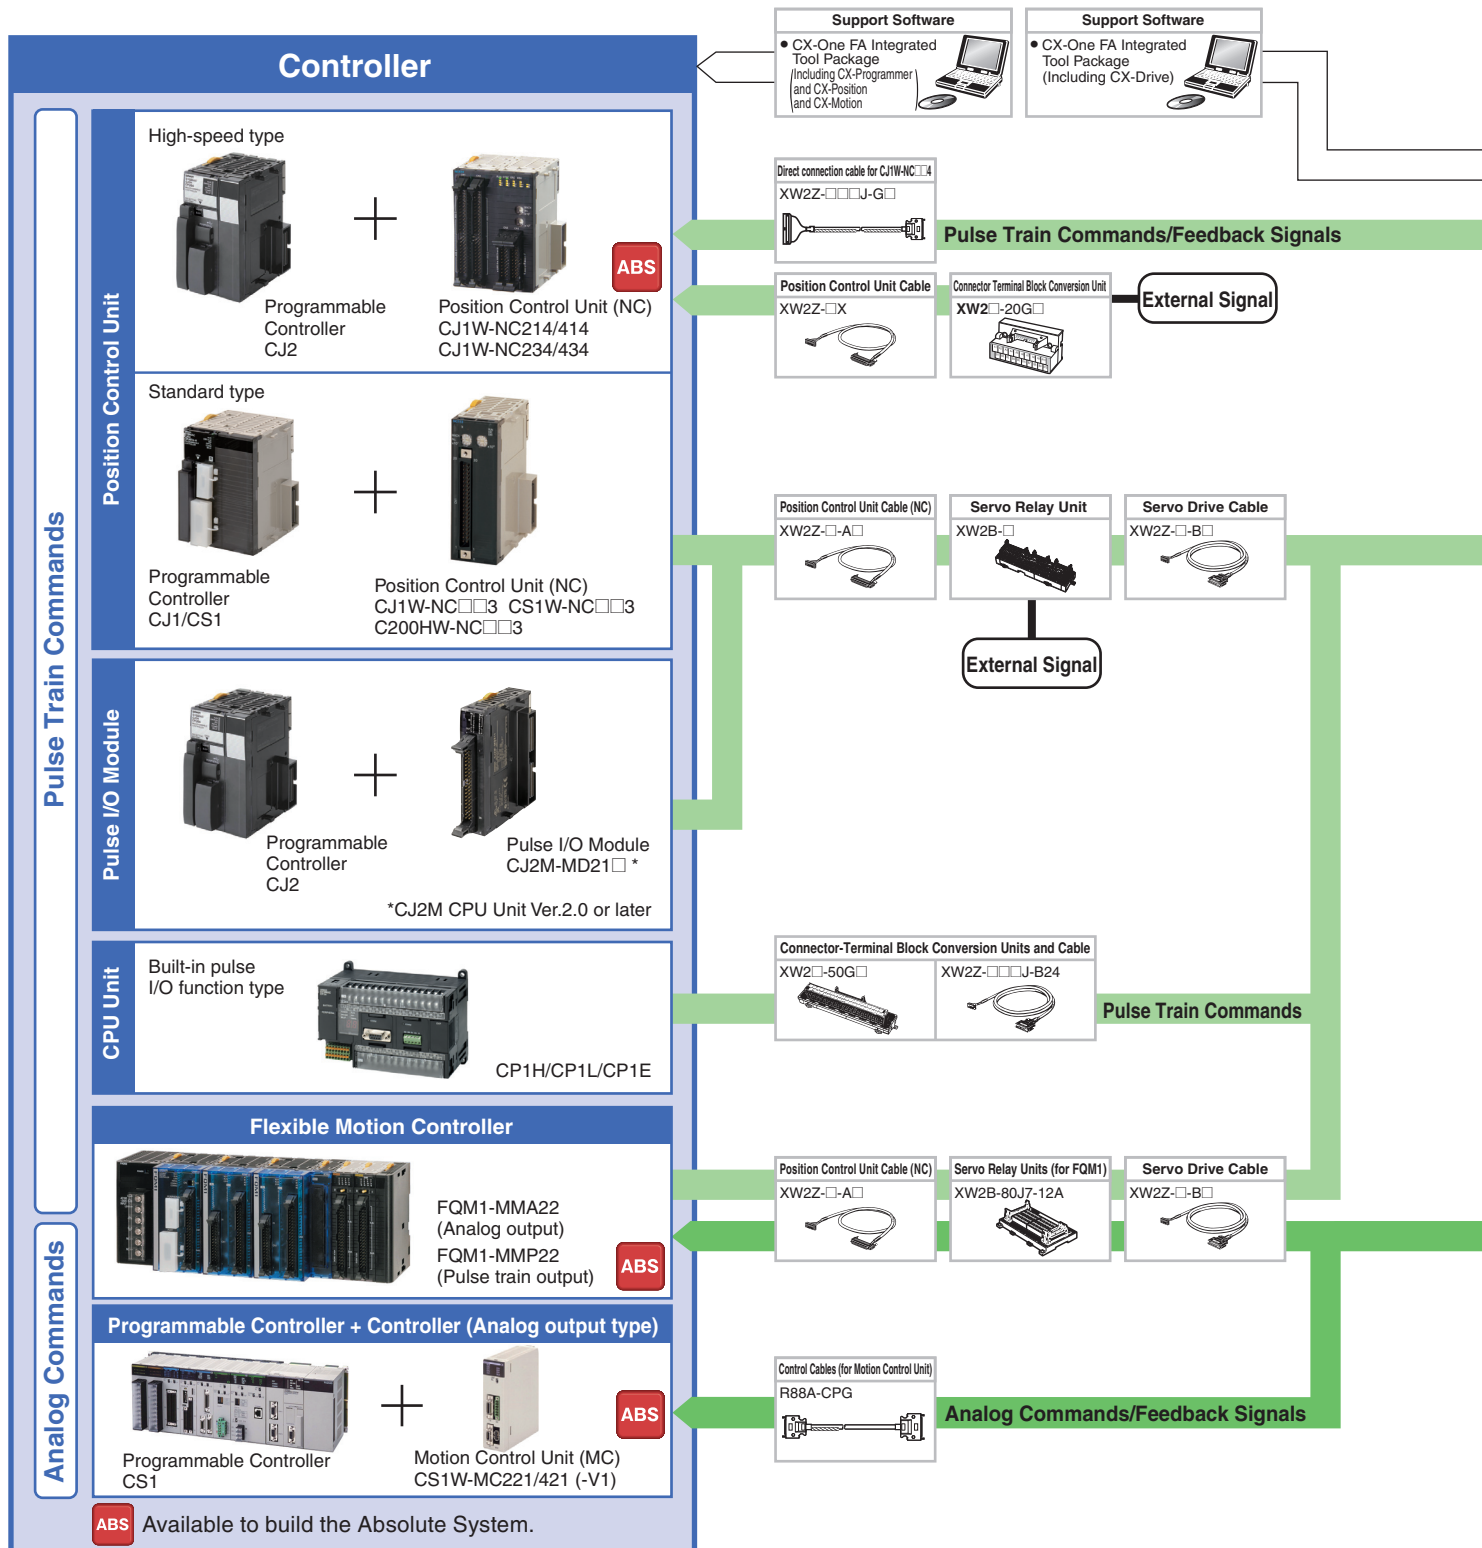 Support Software
• CX-One FA Integrated
Tool Package
(Including CX-Programmer
and CX-Position
and CX-Motion)
Support Software
• CX-One FA Integrated
Tool Package
(Including CX-Drive)
Controller
Pulse Train Commands
Analog Commands
Position Control Unit
High-speed type
Programmable
Controller
CJ2
ABS
Position Control Unit (NC)
CJ1W-NC214/414
CJ1W-NC234/434
Direct connection cable for CJ1W-NC□□4
XW2Z-□□□J-G□
Pulse Train Commands/Feedback Signals
Position Control Unit Cable
XW2Z-□X
Connector Terminal Block Conversion Unit
XW2□-20G□
External Signal
Standard type
Programmable
Controller
CJ1/CS1
Position Control Unit (NC)
CJ1W-NC□□3 CS1W-NC□□3
C200HW-NC□□3
Position Control Unit Cable (NC)
XW2Z-□-A□
Servo Relay Unit
XW2B-□
Servo Drive Cable
XW2Z-□-B□
External Signal
Pulse I/O Module
Programmable
Controller
CJ2
Pulse I/O Module
CJ2M-MD21□ *
*CJ2M CPU Unit Ver.2.0 or later
CPU Unit
Built-in pulse
I/O function type
CP1H/CP1L/CP1E
Connector-Terminal Block Conversion Units and Cable
XW2□-50G□
XW2Z-□□□J-B24
Pulse Train Commands
Flexible Motion Controller
FQM1-MMA22
(Analog output)
FQM1-MMP22
(Pulse train output)
ABS
Position Control Unit Cable (NC)
XW2Z-□-A□
Servo Relay Units (for FQM1)
XW2B-80J7-12A
Servo Drive Cable
XW2Z-□-B□
Programmable Controller + Controller (Analog output type)
Programmable Controller
CS1
Motion Control Unit (MC)
CS1W-MC221/421 (-V1)
ABS
Control Cables (for Motion Control Unit)
R88A-CPG
Analog Commands/Feedback Signals
ABS Available to build the Absolute System.